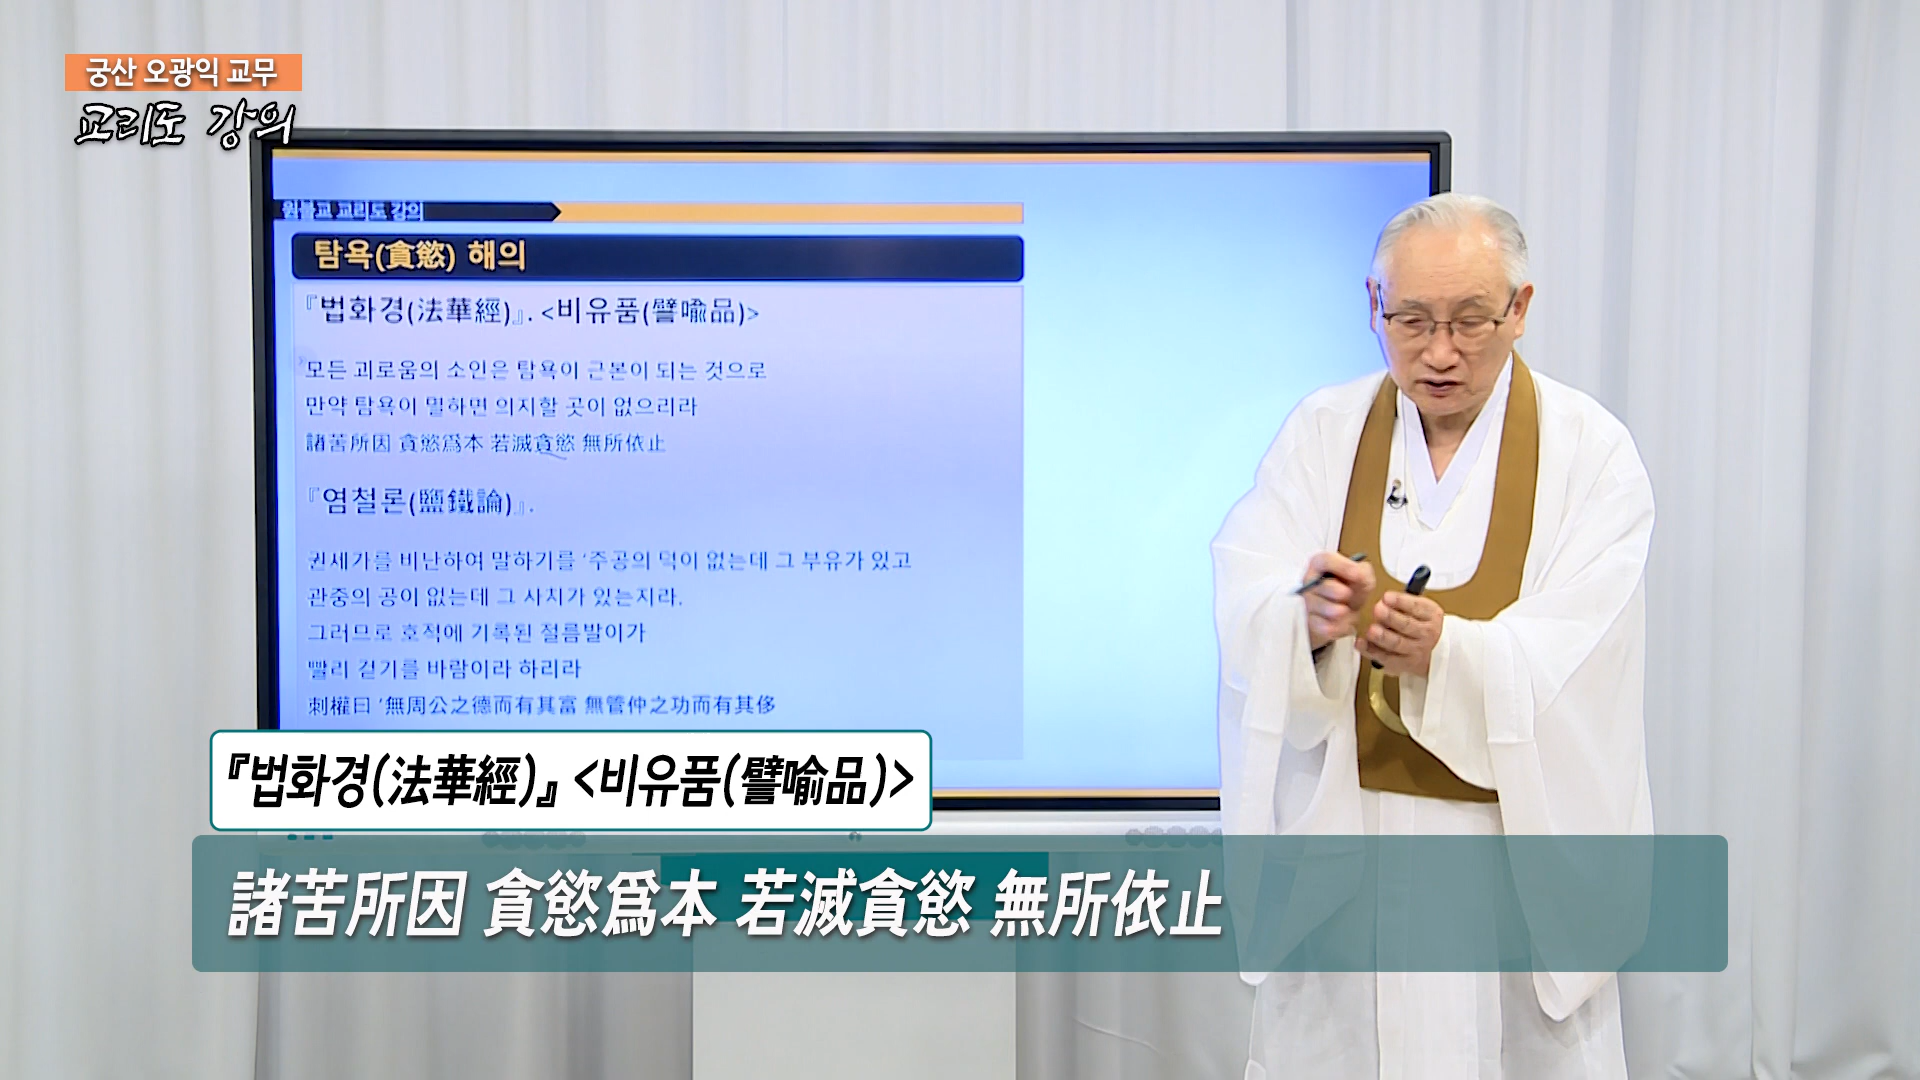 궁산 오광익 교무
교리도 강의
원불교 교리도 강의
탐욕(貪慾) 해의
『법화경(法華經)』. <비유품(譬喩品)>
모든 괴로움의 소인은 탐욕이 근본이 되는 것으로
만약 탐욕이 멸하면 의지할 곳이 없으리라
諸苦所因 貪慾爲本 若滅貪慾 無所依止
『염철론(鹽鐵論)』.
권세가를 비난하여 말하기를 ‘주공의 덕이 없는데 그 부유가 있고
관중의 공이 없는데 그 사치가 있는지라.
그러므로 호적에 기록된 절름발이가
빨리 걷기를 바람이라 하리라
刺權曰 ‘無周公之德而有其富 無管仲之功而有其侈
『법화경(法華經)』 <비유품(譬喩品)>
諸苦所因 貪慾爲本 若滅貪慾 無所依止